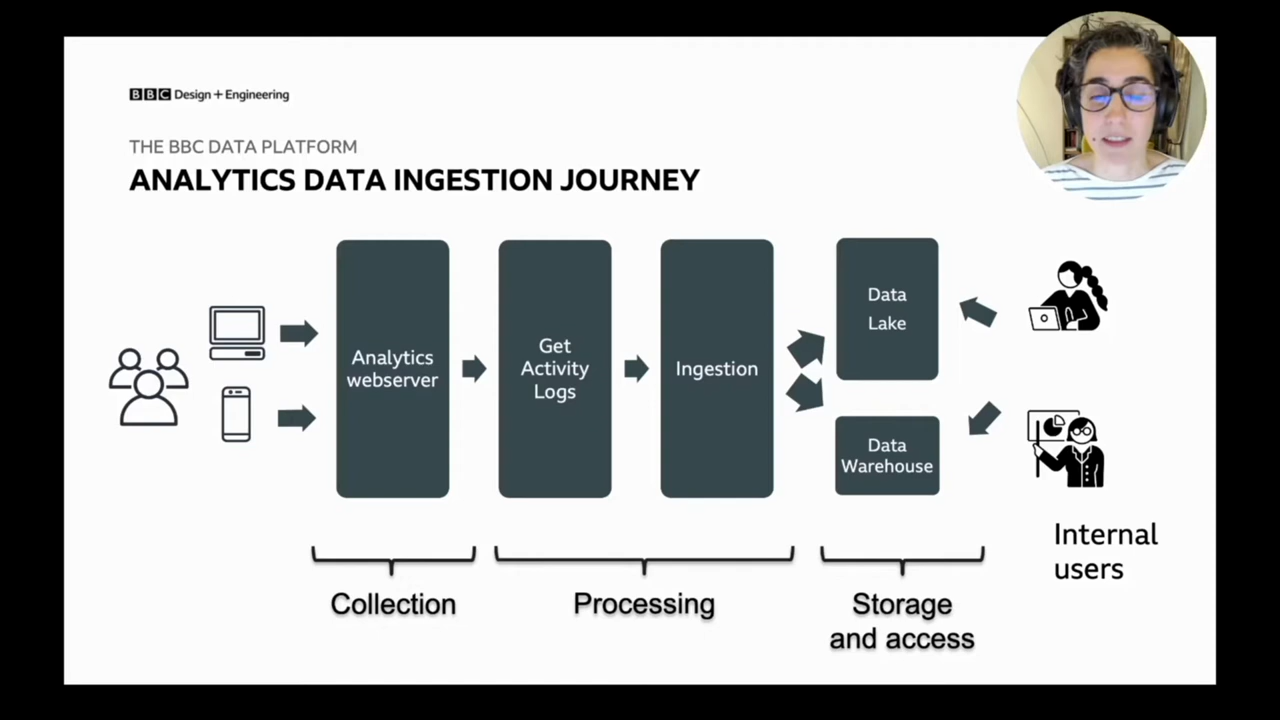 BBC Design + Engineering
THE BBC DATA PLATFORM
ANALYTICS DATA INGESTION JOURNEY
Analytics
webserver
Get
Activity
Logs
Ingestion
Data
Lake
Data
Warehouse
Internal
users
Collection
Processing
Storage
and access